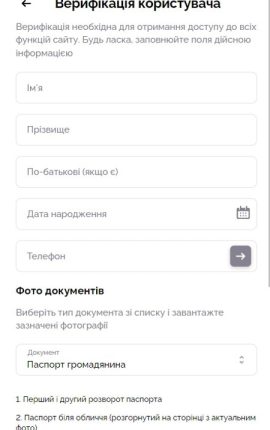 Верифікація користувача
Верифікація необхідна для отримання доступу до всіх
функцій сайту. Будь ласка, заповнюйте поля дійсною
інформацією
Ім'я
Прізвище
По-батькові (якщо є)
Дата народження
Телефон
Фото документів
Виберіть тип документа зі списку і завантажте
зазначені фотографії
Документ
Паспорт громадянина
1. Перший і другий розворот паспорта
2. Паспорт біля обличчя (розгорнутий на сторінці з актуальним
фото)